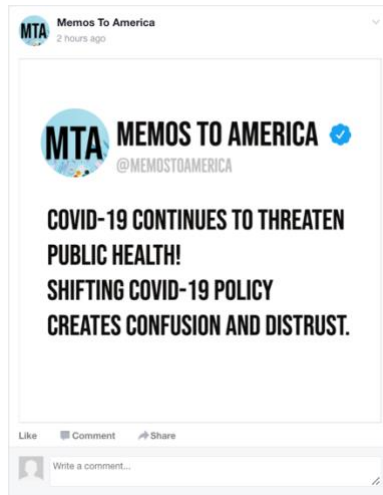 MTA
Memos To America
2 hours ago
MTA
MEMOS TO AMERICA
@MEMOSTOAMERICA
COVID-19 CONTINUES TO THREATEN
PUBLIC HEALTH!
SHIFTING COVID-19 POLICY
CREATES CONFUSION AND DISTRUST.
Like Comment Share
Write a comment...